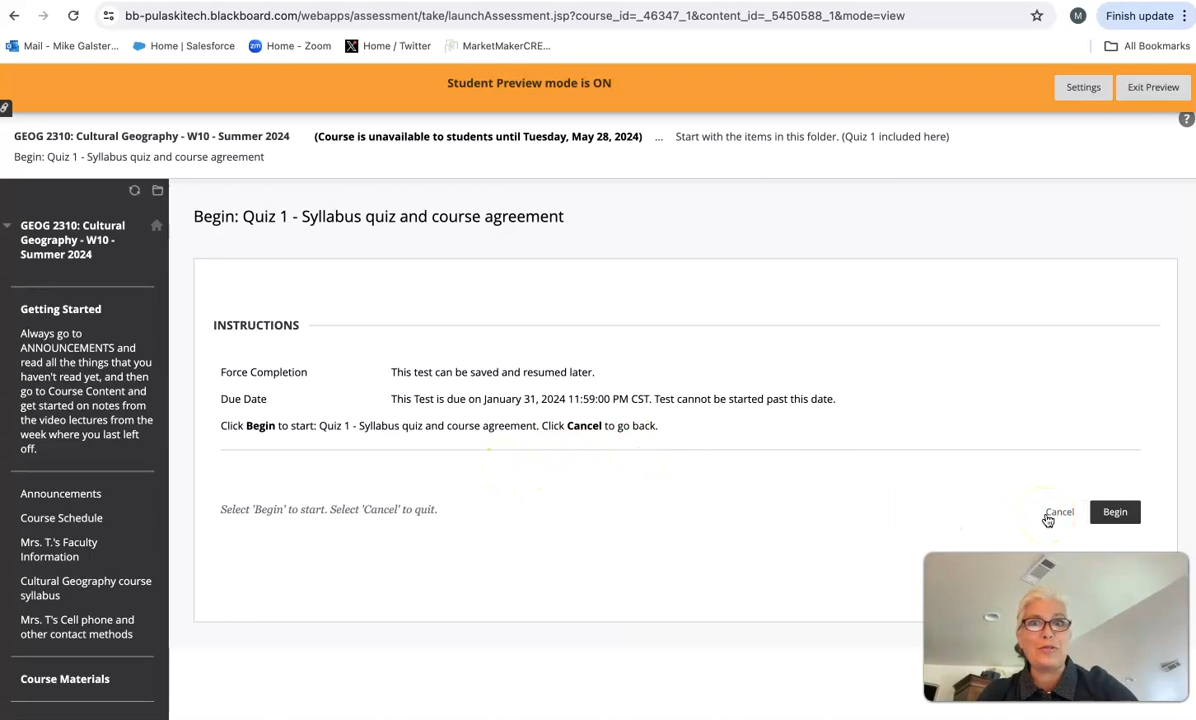 bb-pulaskitech.blackboard.com/webapps/assessment/take/launchAssessment.jsp?course_id=_46347_1&content_id=_5450588_1&mode=view
M
Finish update
Mail - Mike Galster...
Home | Salesforce
zm
Home - Zoom
Home / Twitter
MarketMakerCRE...
All Bookmarks
Student Preview mode is ON
Settings
Exit Preview
?
GEOG 2310: Cultural Geography - W10 - Summer 2024
(Course is unavailable to students until Tuesday, May 28, 2024)
...
Start with the items in this folder. (Quiz 1 included here)
Begin: Quiz 1 - Syllabus quiz and course agreement
GEOG 2310: Cultural
Geography - W10 -
Summer 2024
Getting Started
Always go to
ANNOUNCEMENTS and
read all the things that you
haven't read yet, and then
go to Course Content and
get started on notes from
the video lectures from the
week where you last left
off.
Announcements
Course Schedule
Mrs. T.'s Faculty
Information
Cultural Geography course
syllabus
Mrs. T's Cell phone and
other contact methods
Course Materials
Begin: Quiz 1 - Syllabus quiz and course agreement
INSTRUCTIONS
Force Completion
This test can be saved and resumed later.
Due Date
This Test is due on January 31, 2024 11:59:00 PM CST. Test cannot be started past this date.
Click Begin to start: Quiz 1 - Syllabus quiz and course agreement. Click Cancel to go back.
Select 'Begin' to start. Select 'Cancel' to quit.
Cancel
Begin